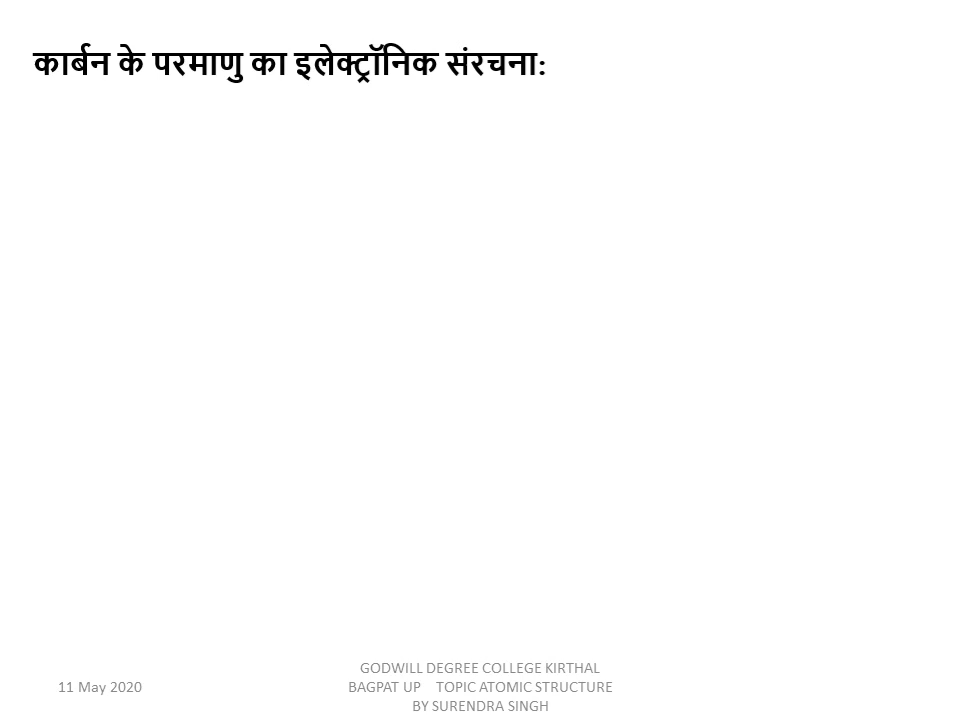 कार्बन के परमाणु का इलेक्ट्रॉनिक संरचना:
11 May 2020
GODWILL DEGREE COLLEGE KIRTHAL
BAGPAT UP TOPIC ATOMIC STRUCTURE
BY SURENDRA SINGH